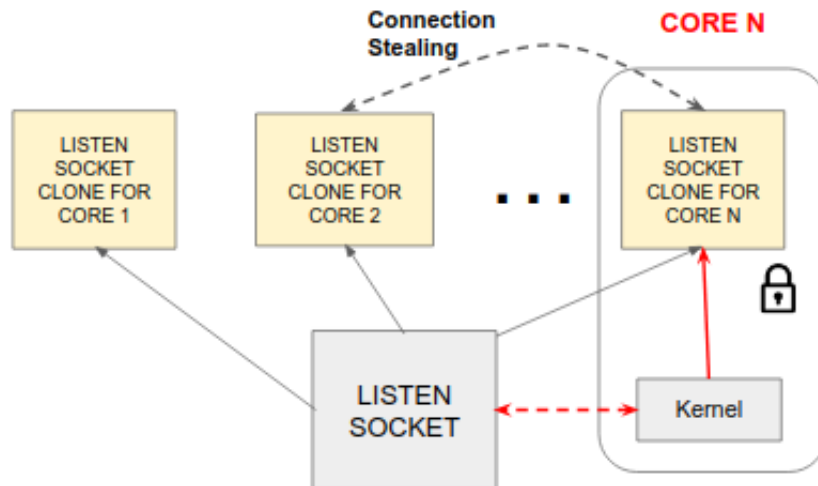 Connection
Stealing
CORE N
LISTEN
SOCKET
CLONE FOR
CORE 1
LISTEN
SOCKET
CLONE FOR
CORE 2
. . .
LISTEN
SOCKET
CLONE FOR
CORE N
LISTEN
SOCKET
Kernel